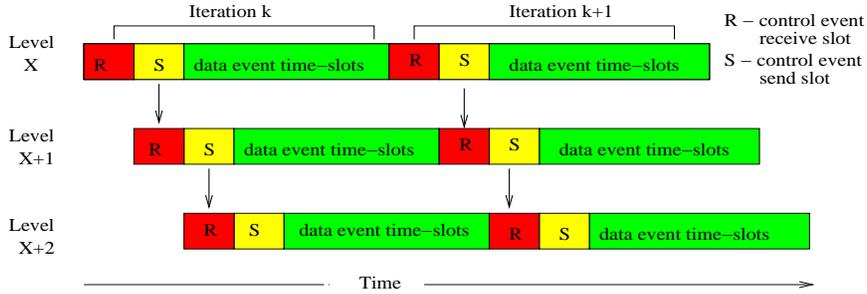 Iteration k
Iteration k+1
R – control event
receive slot
S – control event
send slot
Level
X
R
S
data event time–slots
R
S
data event time–slots
Level
X+1
R
S
data event time–slots
R
S
data event time–slots
Level
X+2
R
S
data event time–slots
R
S
data event time–slots
Time